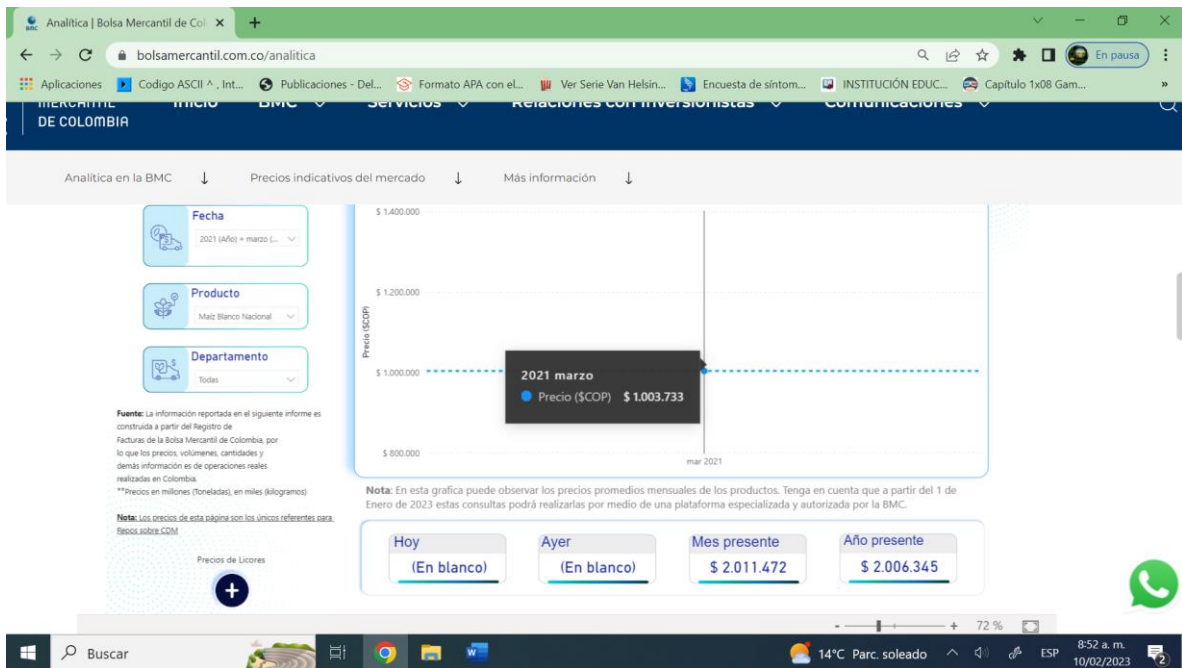 Analítica | Bolsa Mercantil de Col
bolsamercantil.com.co/analitica
En pausa
Aplicaciones
Codigo ASCII ^ , Int...
Publicaciones - Del...
Formato APA con el...
Ver Serie Van Helsin...
Encuesta de síntom...
INSTITUCIÓN EDUC...
Capítulo 1x08 Gam...
»
MERCANTIL
DE COLOMBIA
Inicio
BMC
Servicios
Relaciones con inversionistas
Comunicaciones
Analítica en la BMC ↓
Precios indicativos del mercado ↓
Más información ↓
Fecha
2021 (Año) + marzo (...
Producto
Maíz Blanco Nacional
Departamento
Todas
Fuente: La información reportada en el siguiente informe es
construida a partir del Registro de
Facturas de la Bolsa Mercantil de Colombia, por
lo que los precios, volúmenes, cantidades y
demás información es de operaciones reales
realizadas en Colombia.
**Precios en millones (Toneladas), en miles (kilogramos)
Nota: Los precios de esta página son los únicos referentes para
Repos sobre CDM
Precios de Licores
+
Precio ($COP)
$ 1.400.000
$ 1.200.000
$ 1.000.000
$ 800.000
2021 marzo
Precio ($COP) $ 1.003.733
mar 2021
Nota: En esta grafica puede observar los precios promedios mensuales de los productos. Tenga en cuenta que a partir del 1 de
Enero de 2023 estas consultas podrá realizarlas por medio de una plataforma especializada y autorizada por la BMC.
Hoy
(En blanco)
Ayer
(En blanco)
Mes presente
$ 2.011.472
Año presente
$ 2.006.345
- + 72 %
Buscar
14°C Parc. soleado
ESP
8:52 a. m.
10/02/2023
2